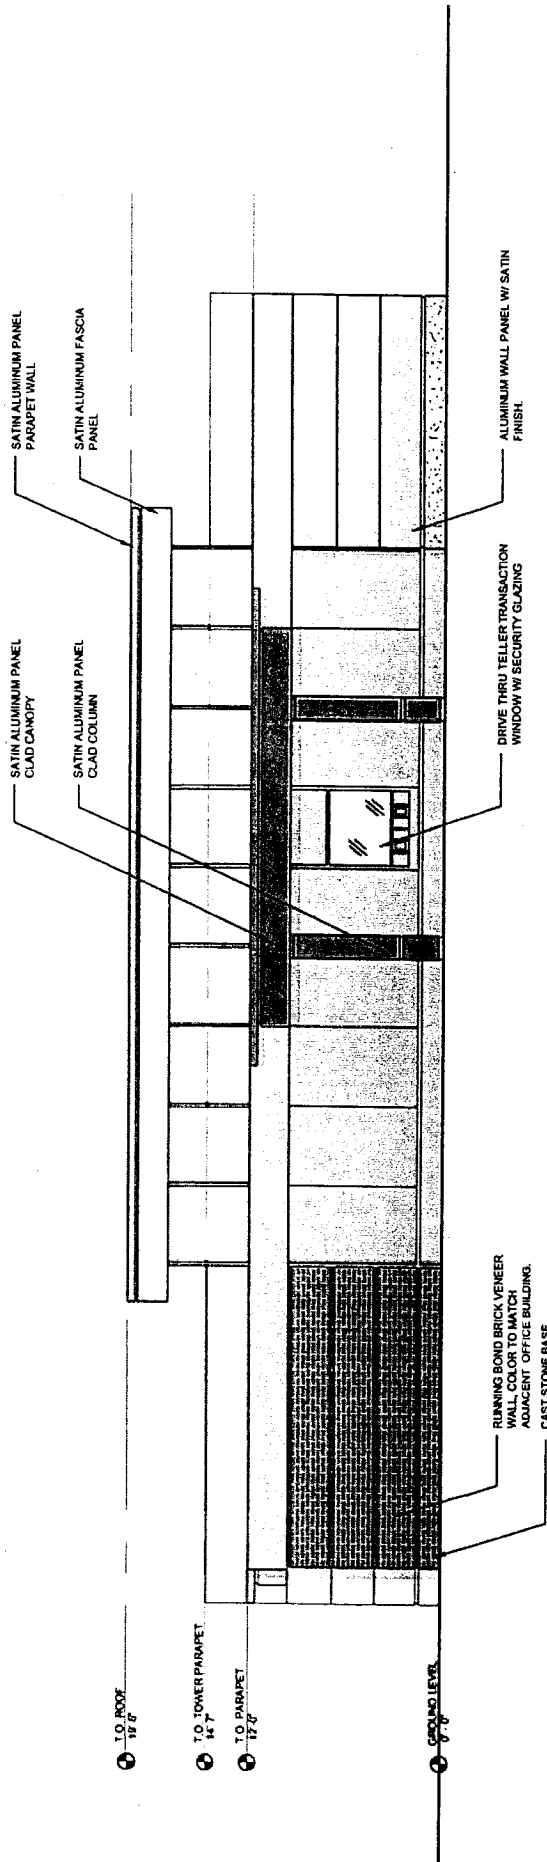 SATIN ALUMINUM PANEL
PARAPET WALL
SATIN ALUMINUM FASCIA
PANEL
SATIN ALUMINUM PANEL
CLAD CANOPY
SATIN ALUMINUM PANEL
CLAD COLUMN
ALUMINUM WALL PANEL W/ SATIN
FINISH.
DRIVE THRU TELLER TRANSACTION
WINDOW W/ SECURITY GLAZING
RUNNING BOND BRICK VENEER
WALL, COLOR TO MATCH
ADJACENT OFFICE BUILDING.
CAST STONE BASE
T.O. ROOF
T.O. TOWER PARAPET
14'7"
T.O. PARAPET
GROUND LEVEL